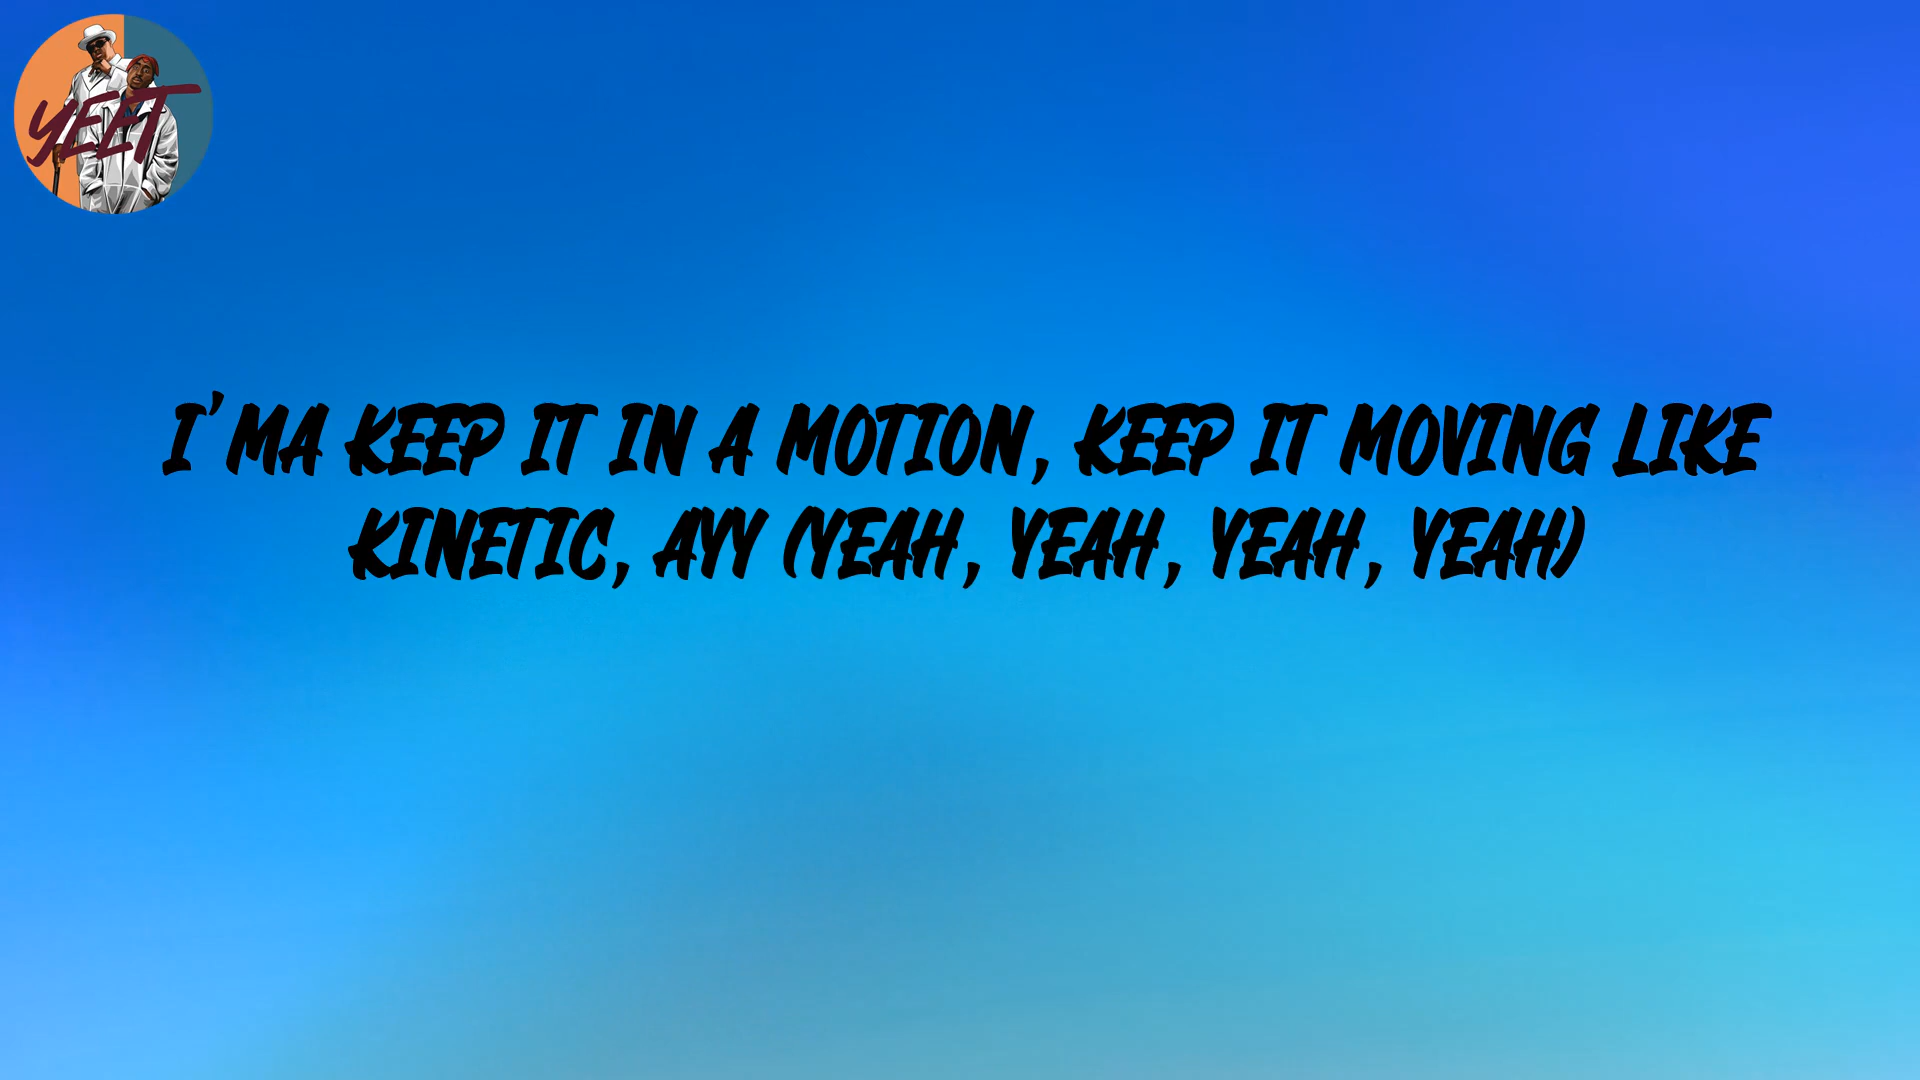 YEET
I'MA KEEP IT IN A MOTION, KEEP IT MOVING LIKE
KINETIC, AYY (YEAH, YEAH, YEAH, YEAH)